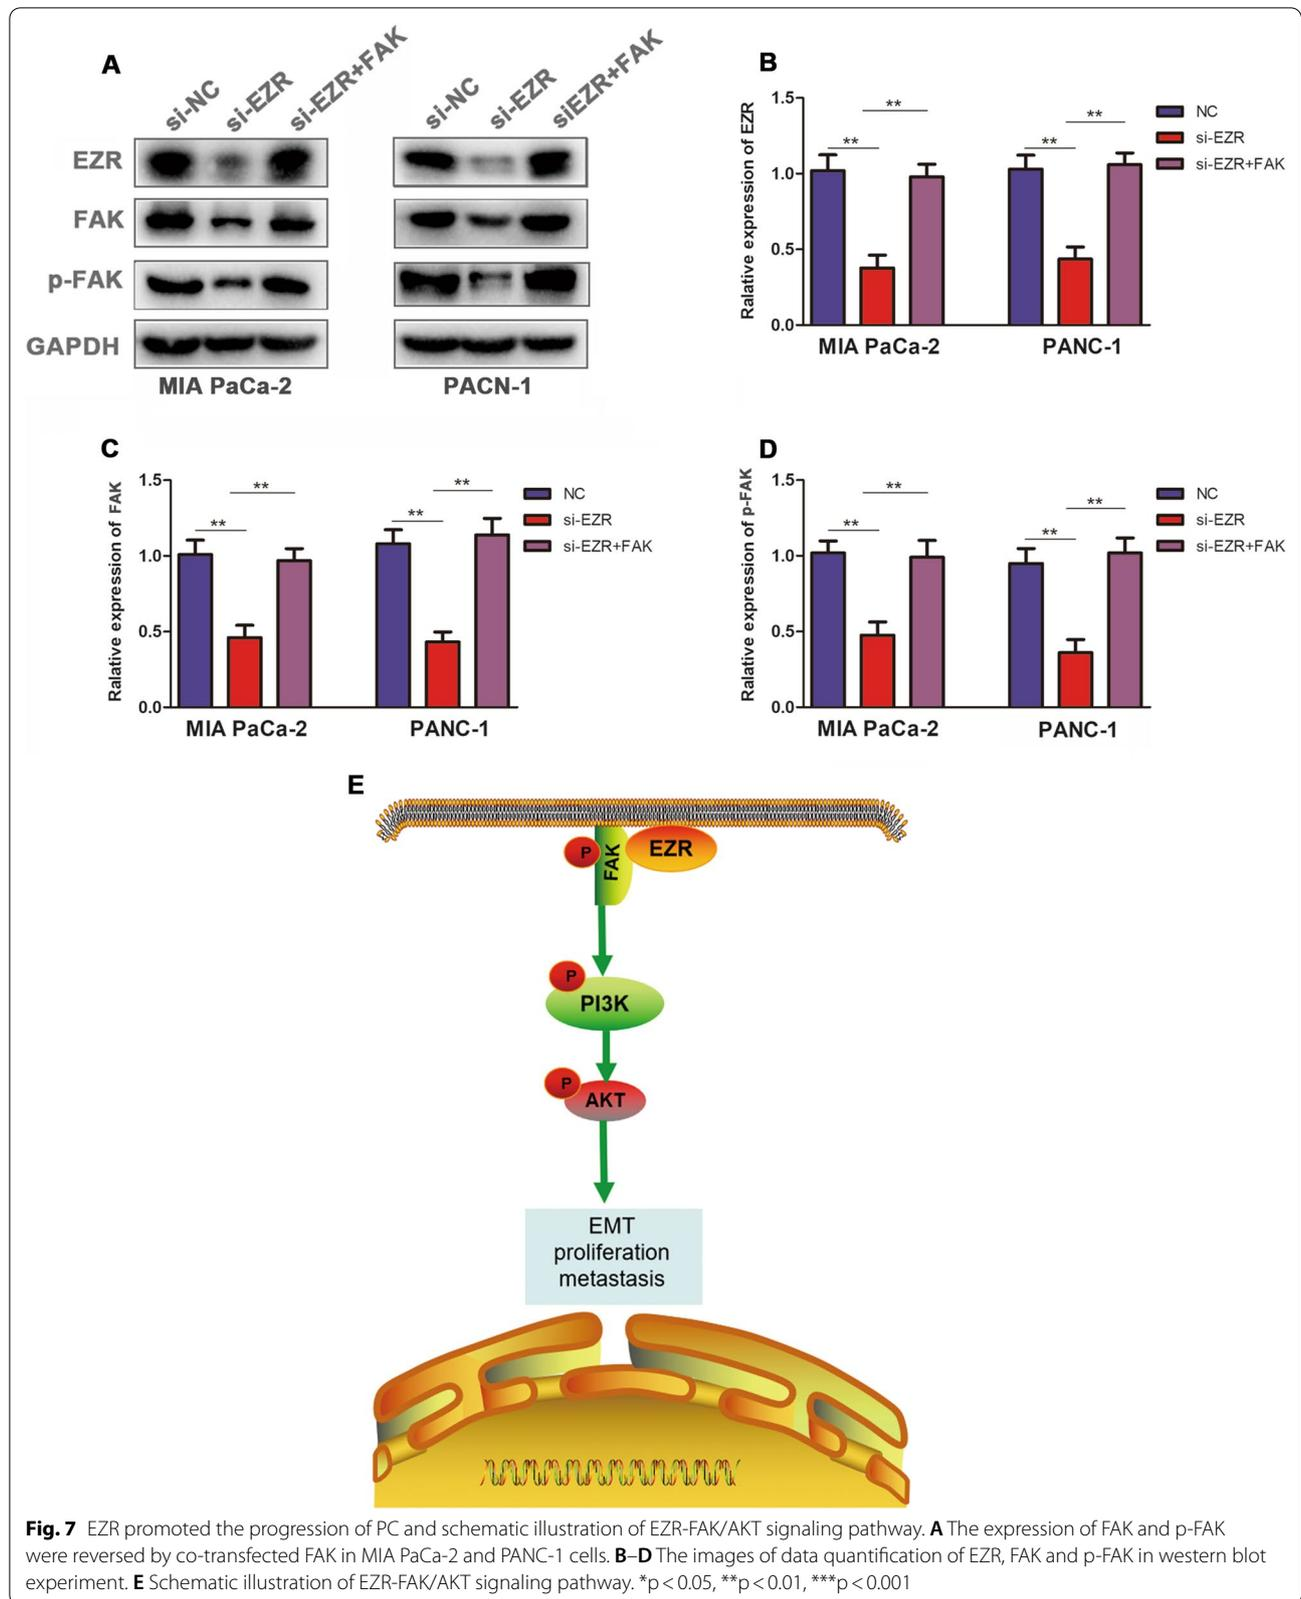 A
si-NC
si-EZR
si-EZR+FAK
si-NC
si-EZR
siEZR+FAK
EZR
FAK
p-FAK
GAPDH
MIA PaCa-2
PACN-1
B
Ralative expression of EZR
1.5
1.0
0.5
0.0
**
**
**
**
MIA PaCa-2
PANC-1
NC
si-EZR
si-EZR+FAK
C
Ralative expression of FAK
1.5
1.0
0.5
0.0
**
**
**
**
MIA PaCa-2
PANC-1
NC
si-EZR
si-EZR+FAK
D
Ralative expression of p-FAK
1.5
1.0
0.5
0.0
**
**
**
**
MIA PaCa-2
PANC-1
NC
si-EZR
si-EZR+FAK
E
P
FAK
EZR
P
PI3K
P
AKT
EMT
proliferation
metastasis
Fig. 7 EZR promoted the progression of PC and schematic illustration of EZR-FAK/AKT signaling pathway. A The expression of FAK and p-FAK
were reversed by co-transfected FAK in MIA PaCa-2 and PANC-1 cells. B–D The images of data quantification of EZR, FAK and p-FAK in western blot
experiment. E Schematic illustration of EZR-FAK/AKT signaling pathway. *p < 0.05, **p < 0.01, ***p < 0.001